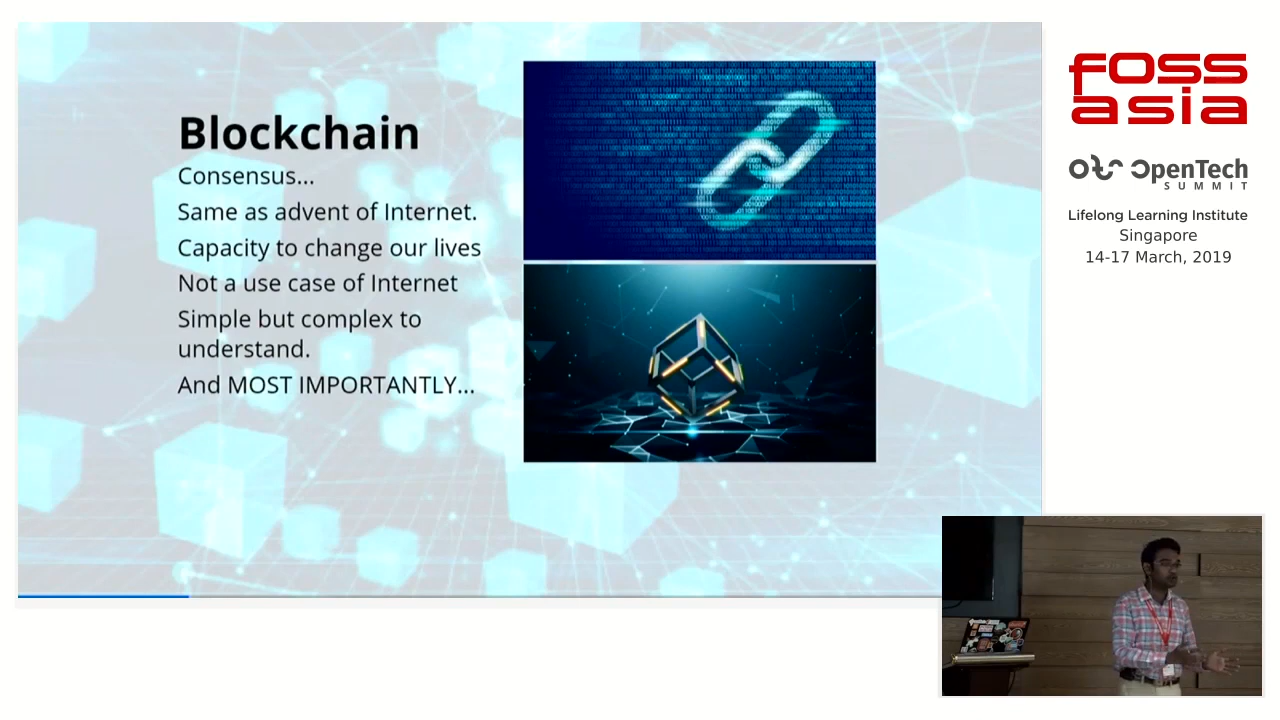 Blockchain
Consensus...
Same as advent of Internet.
Capacity to change our lives
Not a use case of Internet
Simple but complex to
understand.
And MOST IMPORTANTLY...
fOSS
asia
OpenTech
SUMMIT
Lifelong Learning Institute
Singapore
14-17 March, 2019